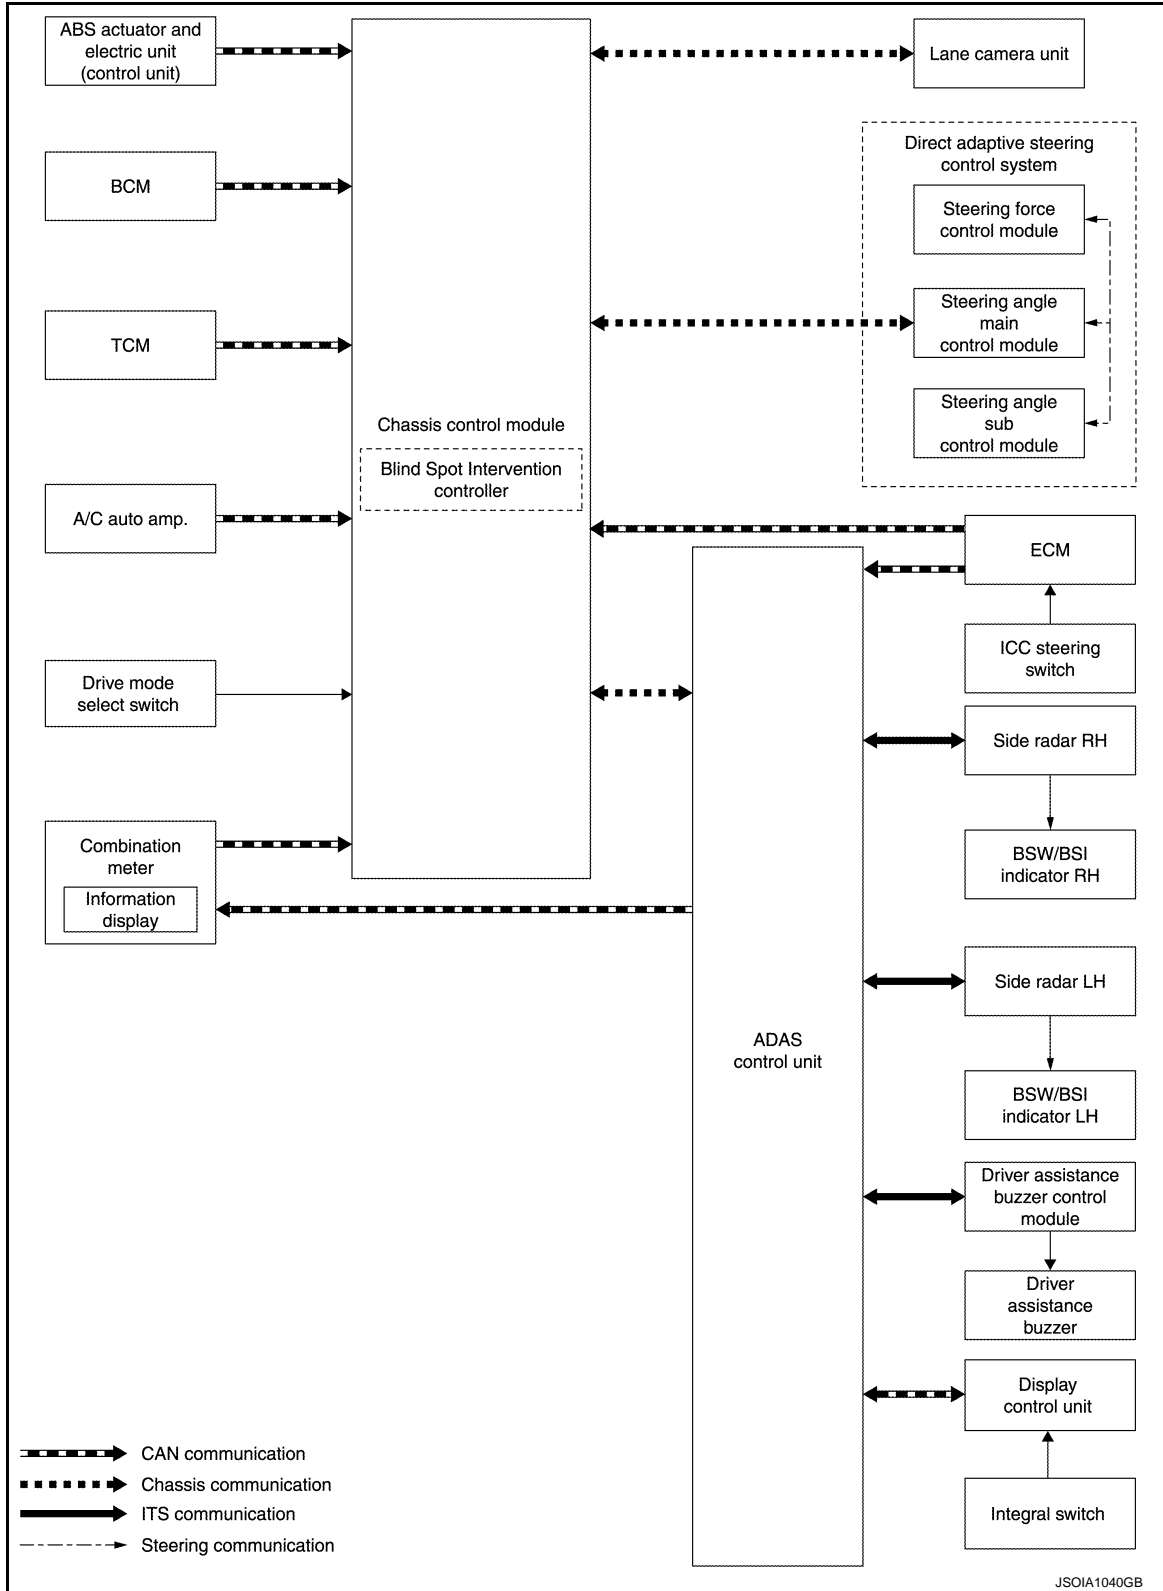 ABS actuator and
electric unit
(control unit)
BCM
TCM
A/C auto amp.
Drive mode
select switch
Combination
meter
Information
display
Chassis control module
Blind Spot Intervention
controller
Lane camera unit
Direct adaptive steering
control system
Steering force
control module
Steering angle
main
control module
Steering angle
sub
control module
ECM
ICC steering
switch
Side radar RH
BSW/BSI
indicator RH
Side radar LH
BSW/BSI
indicator LH
ADAS
control unit
Driver assistance
buzzer control
module
Driver
assistance
buzzer
Display
control unit
Integral switch
CAN communication
Chassis communication
ITS communication
Steering communication
JSOIA1040GB